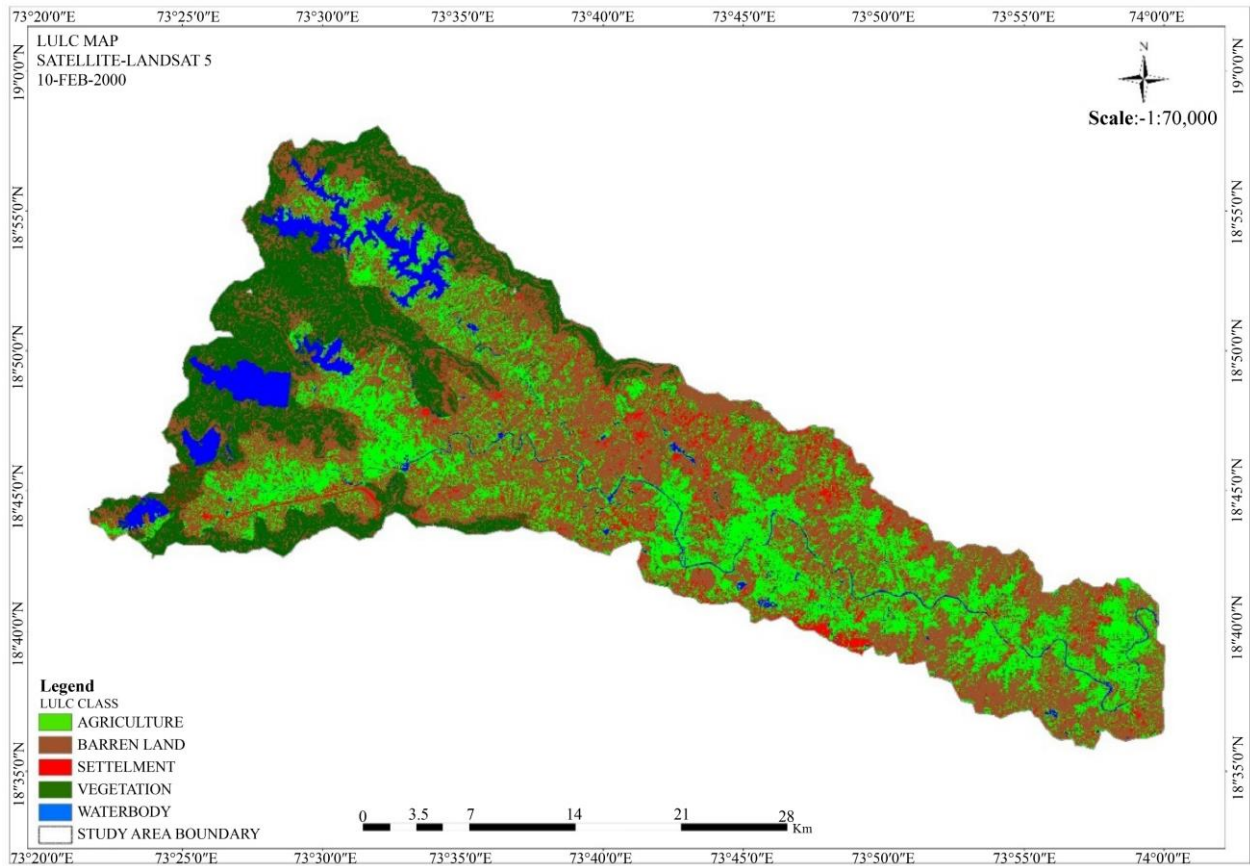 73°20'0"E 73°25'0"E 73°30'0"E 73°35'0"E 73°40'0"E 73°45'0"E 73°50'0"E 73°55'0"E 74°0'0"E
LULC MAP
SATELLITE-LANDSAT 5
10-FEB-2000
N
Scale:-1:70,000
19°0'0"N
18°55'0"N
18°50'0"N
18°45'0"N
18°40'0"N
18°35'0"N
19°0'0"N
18°55'0"N
18°50'0"N
18°45'0"N
18°40'0"N
18°35'0"N
Legend
LULC CLASS
AGRICULTURE
BARREN LAND
SETTELMENT
VEGETATION
WATERBODY
STUDY AREA BOUNDARY
0 3.5 7 14 21 28
Km
73°20'0"E 73°25'0"E 73°30'0"E 73°35'0"E 73°40'0"E 73°45'0"E 73°50'0"E 73°55'0"E 74°0'0"E